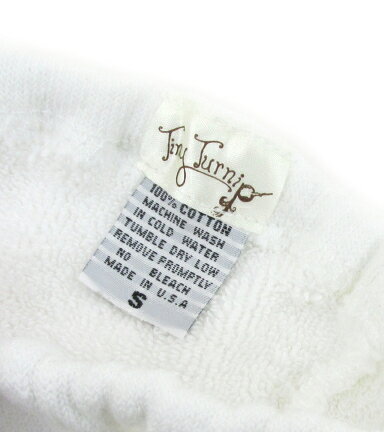 Tiny Turnip
100% COTTON
MACHINE WASH
IN COLD WATER
TUMBLE DRY LOW
REMOVE PROMPTLY
NO BLEACH
MADE IN U.S.A
S